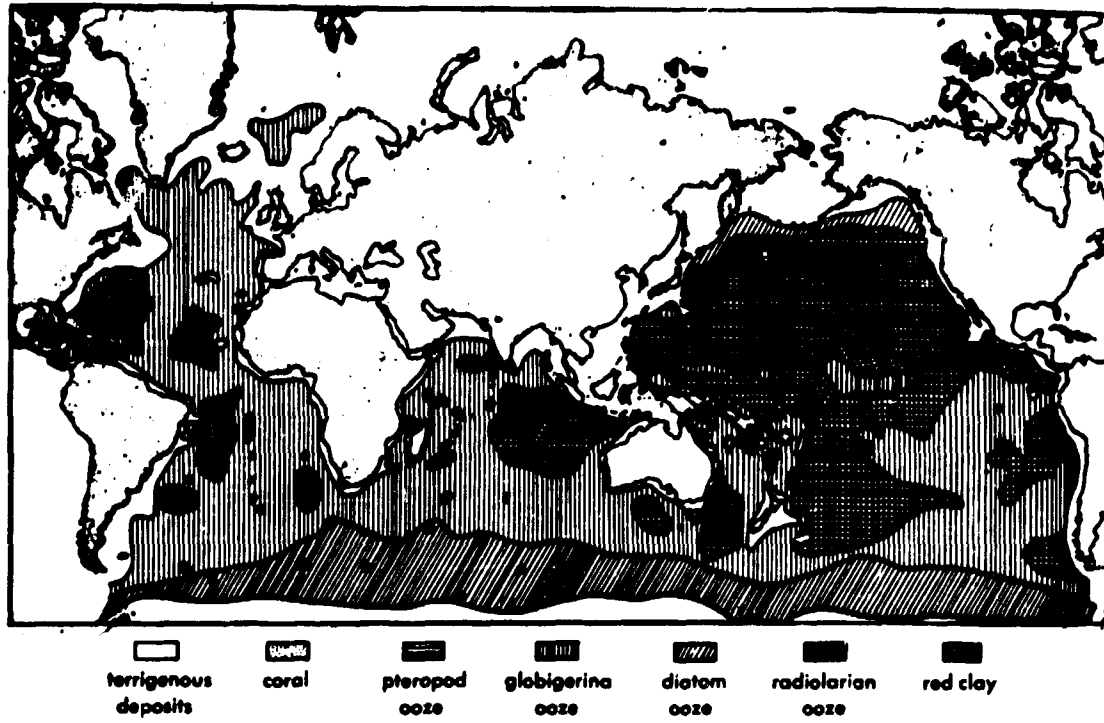 terrigenous
deposits
coral
pteropod
ooze
globigerina
ooze
diatom
ooze
radiolarian
ooze
red clay